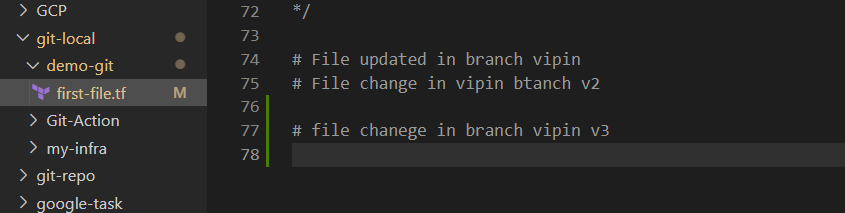 GCP
git-local
demo-git
first-file.tf M
Git-Action
my-infra
git-repo
google-task
72 */
73
74 # File updated in branch vipin
75 # File change in vipin btanch v2
76
77 # file chanege in branch vipin v3
78